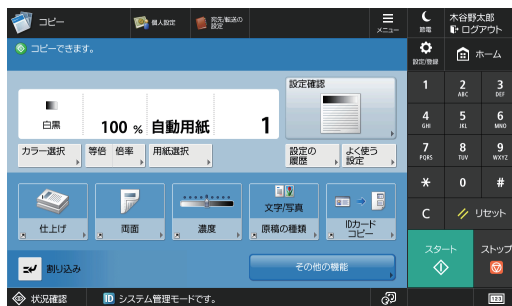 コピー
個人設定
宛先/転送の
設定
メニュー
節電
木谷野太郎
ログアウト
コピーできます。
設定/登録
ホーム
設定確認
白黒
100 % 自動用紙 1
カラー選択
等倍 倍率
用紙選択
設定の
履歴
よく使う
設定
1
2
ABC
3
DEF
4
GHI
5
JKL
6
MNO
7
PQRS
8
TUV
9
WXYZ
*
0
#
C
リセット
仕上げ
両面
濃度
文字/写真
原稿の種類
IDカード
コピー
スタート
ストップ
割り込み
その他の機能
状況確認
ID システム管理モードです。
123